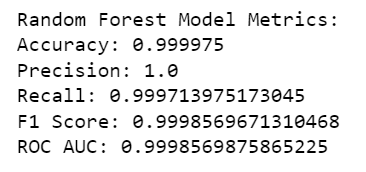 Random Forest Model Metrics:
Accuracy: 0.999975
Precision: 1.0
Recall: 0.999713975173045
F1 Score: 0.9998569671310468
ROC AUC: 0.9998569875865225